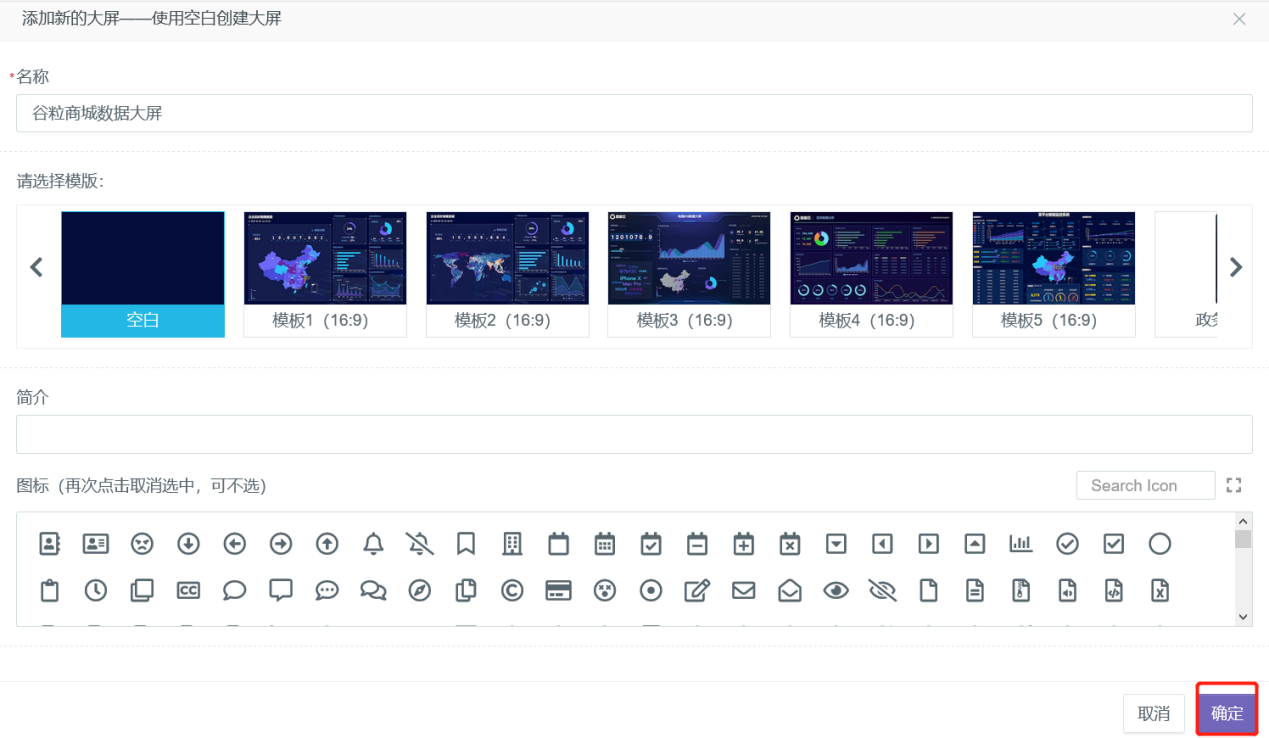 添加新的大屏——使用空白创建大屏
*名称
谷粒商城数据大屏
请选择模版：
空白
模板1（16:9）
模板2（16:9）
模板3（16:9）
模板4（16:9）
模板5（16:9）
政务
简介
图标（再次点击取消选中，可不选）
Search Icon
取消
确定